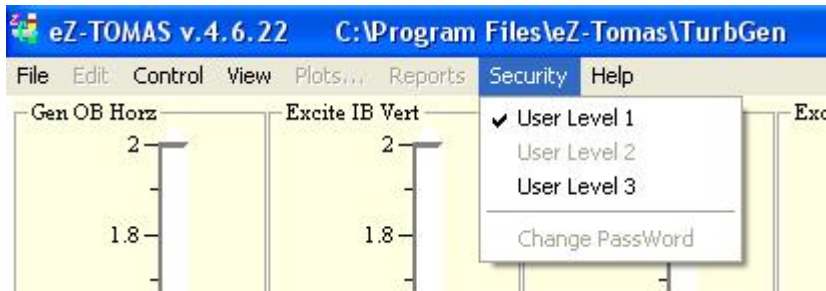 eZ-TOMAS v.4.6.22 C:\Program Files\eZ-Tomas\TurbGen
File Edit Control View Plots... Reports Security Help
Gen OB Horz Excite IB Vert Exc
User Level 1
User Level 2
User Level 3
Change PassWord
2 2
1.8 1.8